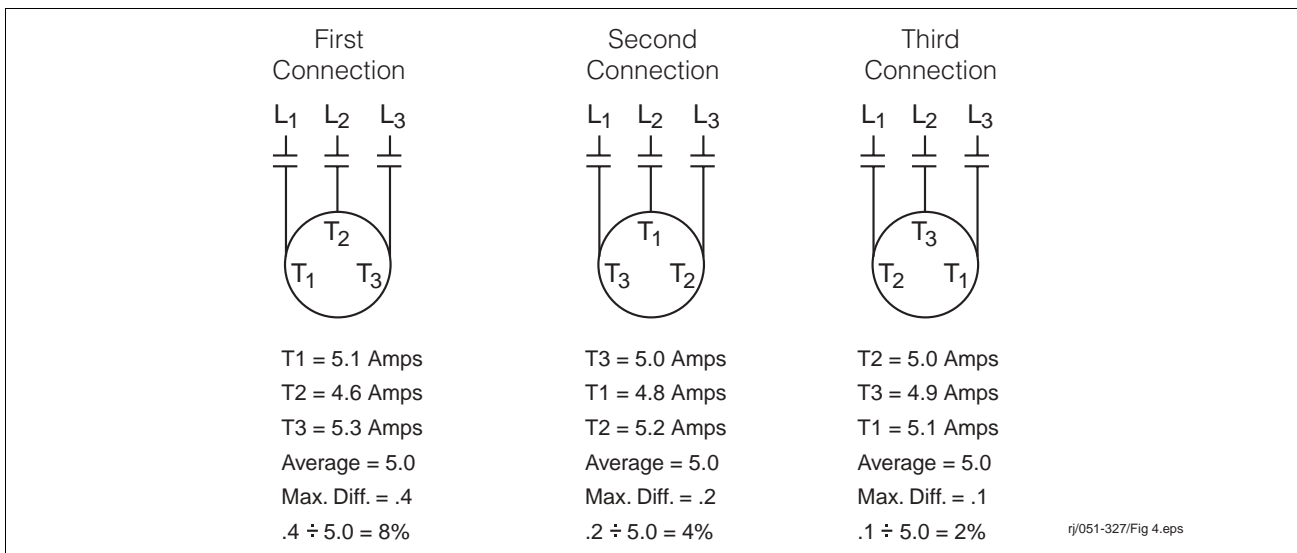 First
Connection
L1 L2 L3
T2
T1 T3
T1 = 5.1 Amps
T2 = 4.6 Amps
T3 = 5.3 Amps
Average = 5.0
Max. Diff. = .4
.4 ÷ 5.0 = 8%
Second
Connection
L1 L2 L3
T1
T3 T2
T3 = 5.0 Amps
T1 = 4.8 Amps
T2 = 5.2 Amps
Average = 5.0
Max. Diff. = .2
.2 ÷ 5.0 = 4%
Third
Connection
L1 L2 L3
T3
T2 T1
T2 = 5.0 Amps
T3 = 4.9 Amps
T1 = 5.1 Amps
Average = 5.0
Max. Diff. = .1
.1 ÷ 5.0 = 2%
rj/051-327/Fig 4.eps